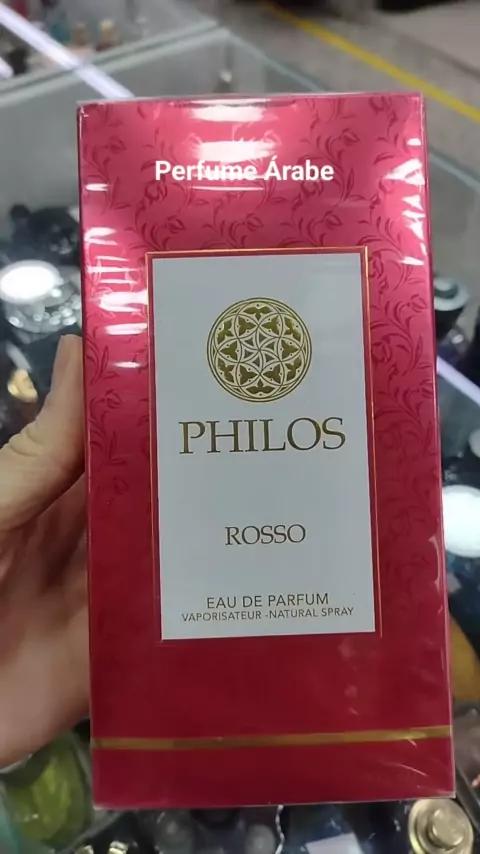 Perfume Árabe
PHILOS
ROSSO
EAU DE PARFUM
VAPORISATEUR -NATURAL SPRAY